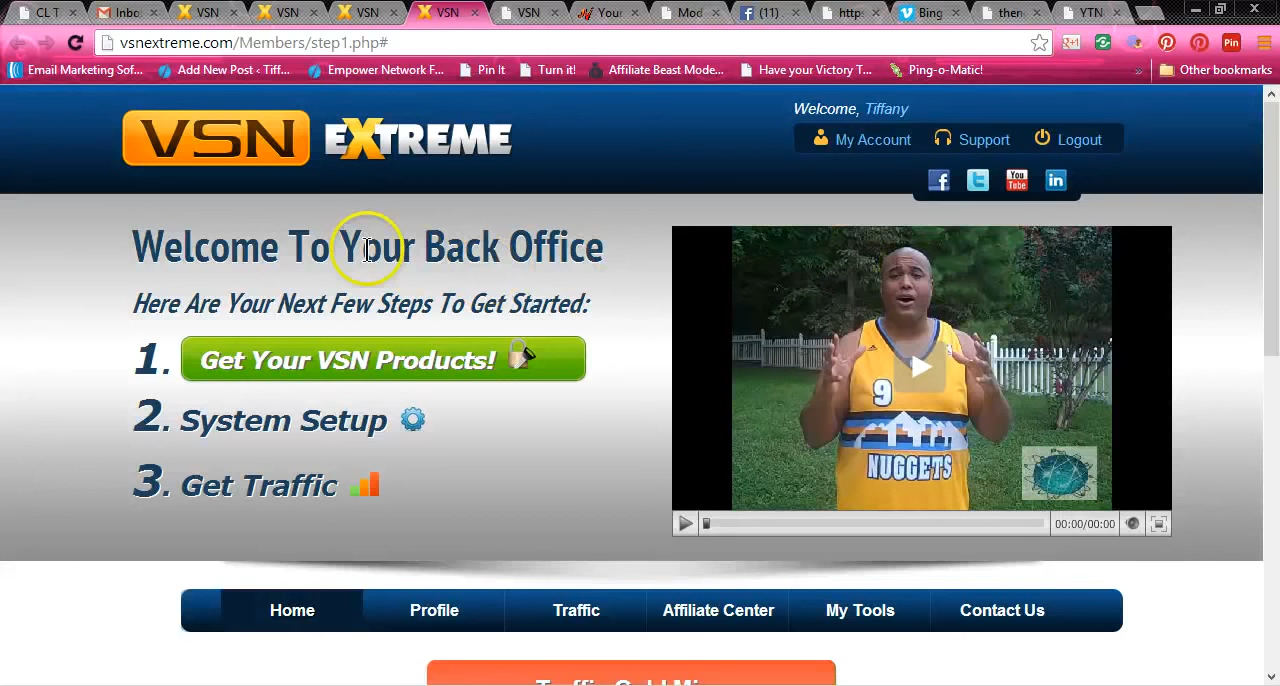 CL T
Inbo
VSN
VSN
VSN
VSN
VSN
Your
Mod
(11)
https
Bing
then
YTN
vsnextreme.com/Members/step1.php#
Email Marketing Sof...
Add New Post ‹ Tiff...
Empower Network F...
Pin It
Turn it!
Affiliate Beast Mode...
Have your Victory T...
Ping-o-Matic!
»
Other bookmarks
VSN EXTREME
Welcome, Tiffany
My Account
Support
Logout
Welcome To Your Back Office
Here Are Your Next Few Steps To Get Started:
1. Get Your VSN Products!
2. System Setup
3. Get Traffic
9
NUGGETS
00:00/00:00
Home
Profile
Traffic
Affiliate Center
My Tools
Contact Us